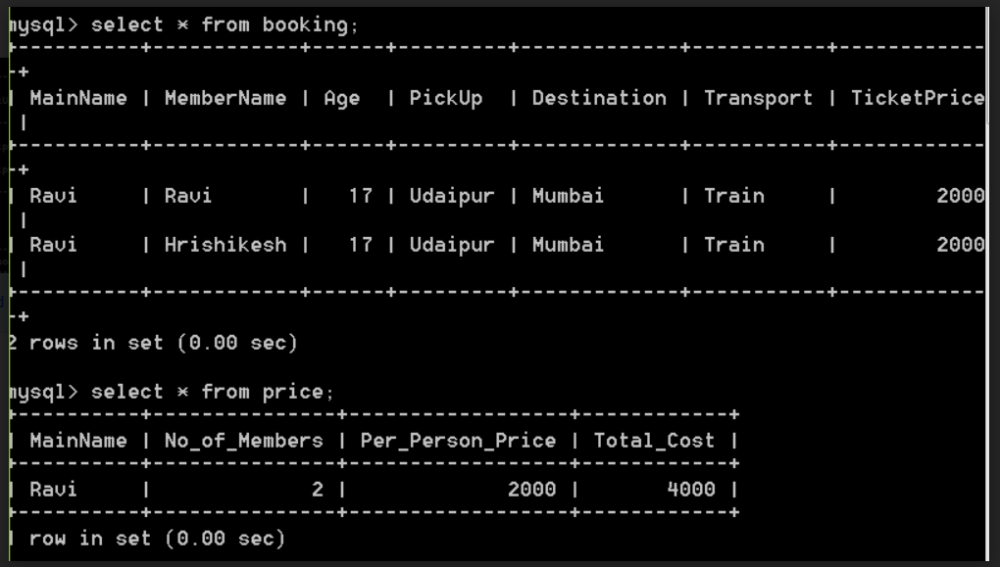 mysql> select * from booking;
+----------+------------+------+---------+-------------+-----------+------------
-+
| MainName | MemberName | Age  | PickUp  | Destination | Transport | TicketPrice
 |
+----------+------------+------+---------+-------------+-----------+------------
-+
| Ravi     | Ravi       |   17 | Udaipur | Mumbai      | Train     |        2000
 |
| Ravi     | Hrishikesh |   17 | Udaipur | Mumbai      | Train     |        2000
 |
+----------+------------+------+---------+-------------+-----------+------------
-+
2 rows in set (0.00 sec)
mysql> select * from price;
+----------+---------------+------------------+------------+
| MainName | No_of_Members | Per_Person_Price | Total_Cost |
+----------+---------------+------------------+------------+
| Ravi     |             2 |             2000 |       4000 |
+----------+---------------+------------------+------------+
1 row in set (0.00 sec)